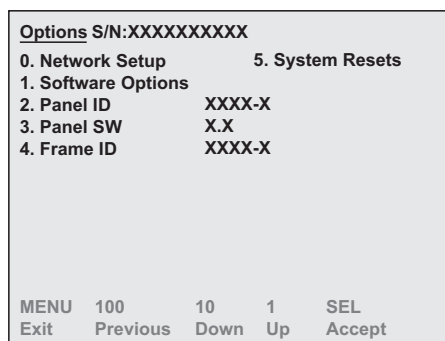 Options S/N:XXXXXXXXXX
0. Network Setup 5. System Resets
1. Software Options
2. Panel ID XXXX-X
3. Panel SW X.X
4. Frame ID XXXX-X
MENU 100 10 1 SEL
Exit Previous Down Up Accept